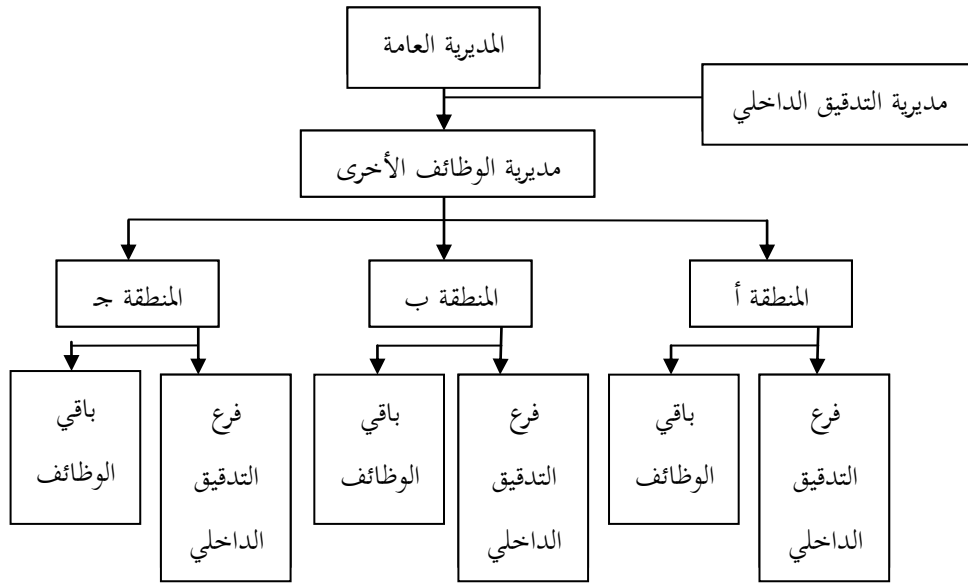 المديرية العامة
مديرية التدقيق الداخلي
مديرية الوظائف الأخرى
المنطقة أ
المنطقة ب
المنطقة جـ
فرع
التدقيق
الداخلي
باقي
الوظائف
فرع
التدقيق
الداخلي
باقي
الوظائف
فرع
التدقيق
الداخلي
باقي
الوظائف